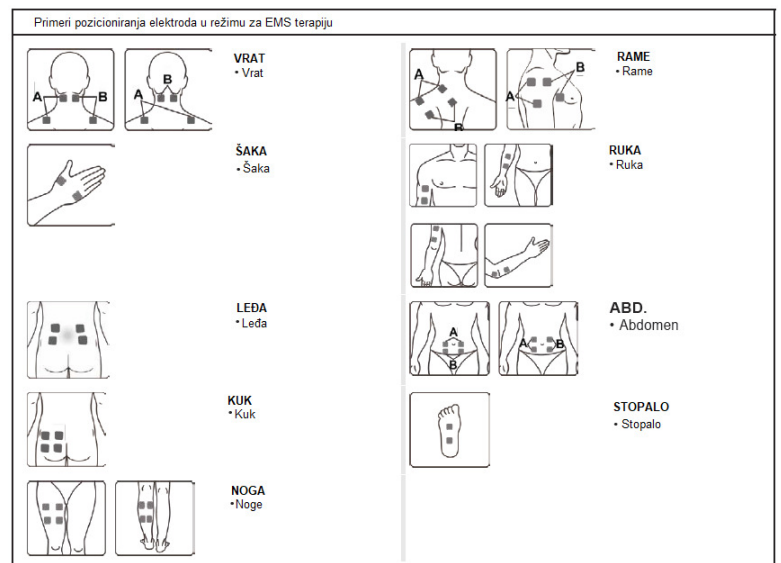 Primeri pozicioniranja elektroda u režimu za EMS terapiju
VRAT
• Vrat
A
B
A
B
RAME
• Rame
A
B
A
B
ŠAKA
• Šaka
RUKA
• Ruka
LEĐA
• Leđa
ABD.
• Abdomen
A
B
A
B
KUK
• Kuk
STOPALO
• Stopalo
NOGA
• Noge